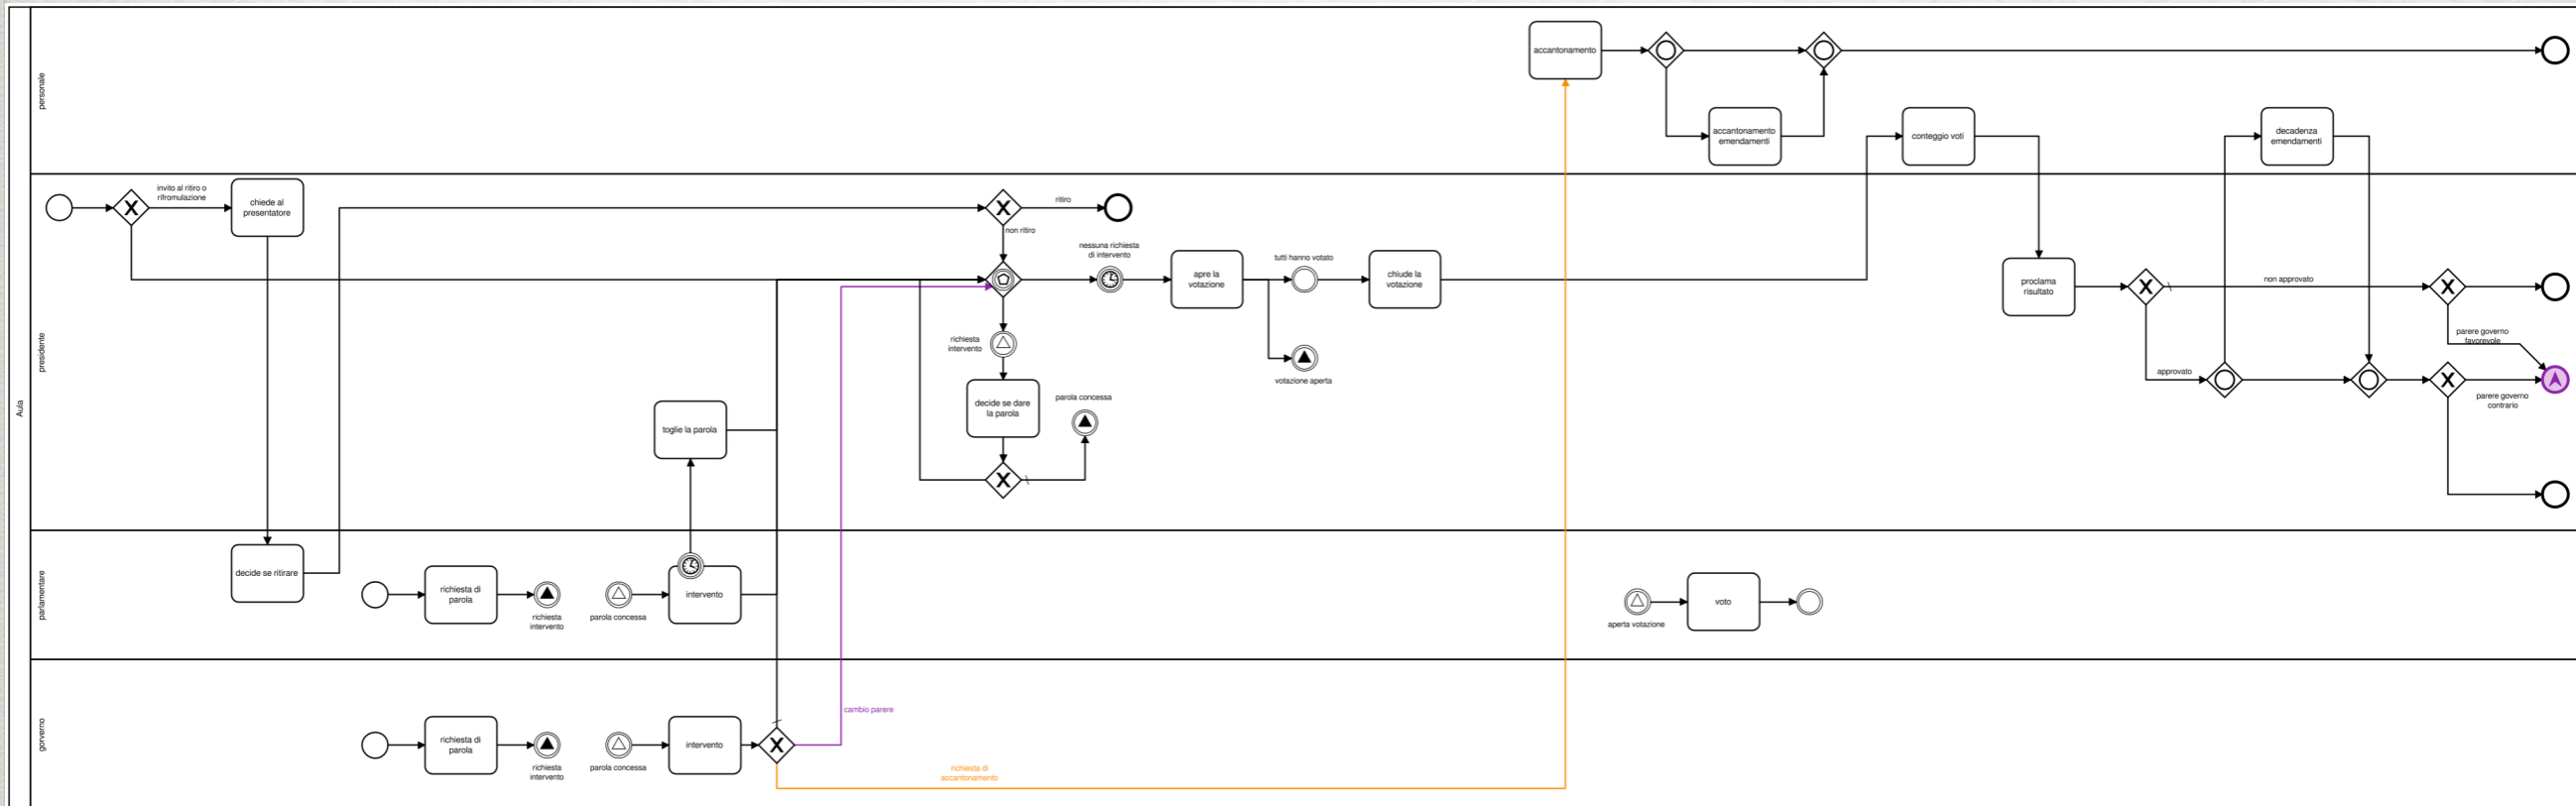 Aula
personale
accantonamento
accantonamento
emendamenti
conteggio voti
decadenza
emendamenti
presidente
invito al ritiro o
rifromulazione
chiede al
presentatore
ritiro
non ritiro
nessuna richiesta
di intervento
apre la
votazione
tutti hanno votato
chiude la
votazione
votazione aperta
richiesta
intervento
decide se dare
la parola
parola concessa
toglie la parola
proclama
risultato
non approvato
approvato
parere governo
favorevole
parere governo
contrario
parlamentare
decide se ritirare
richiesta di
parola
richiesta
intervento
parola concessa
intervento
aperta votazione
voto
gorverno
richiesta di
parola
richiesta
intervento
parola concessa
intervento
cambio parere
richiesta di
accantonamento